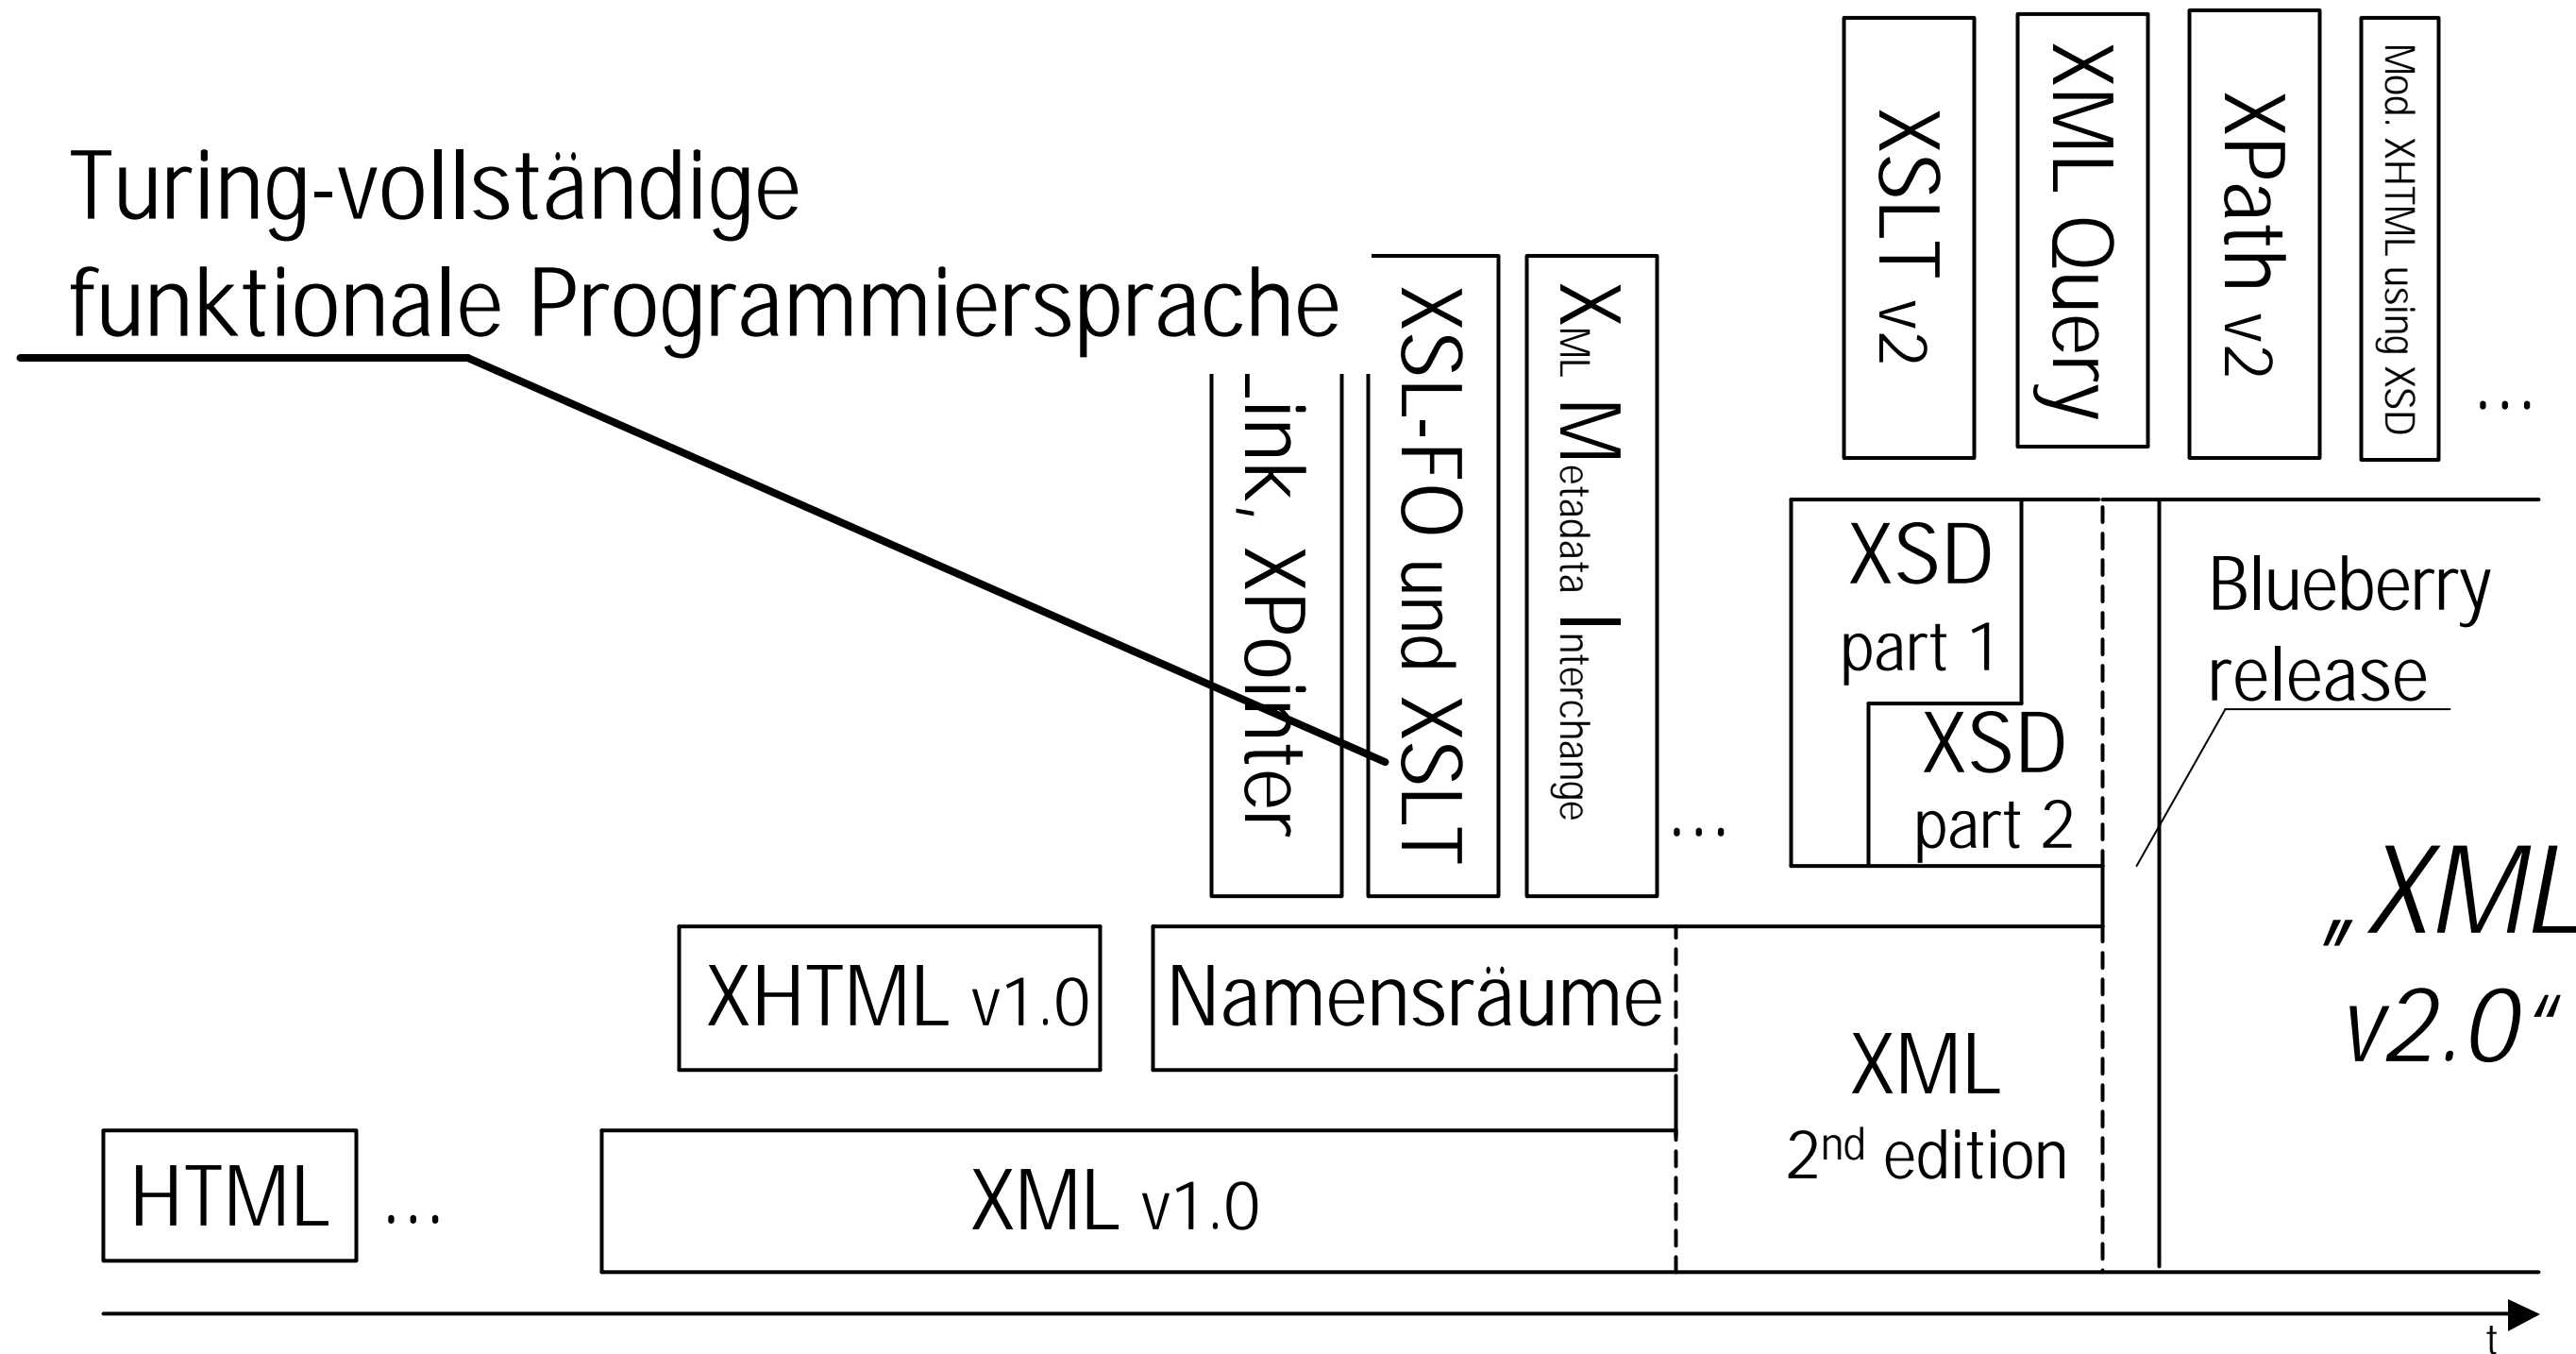 Turing-vollständige
funktionale Programmiersprache
XSLT v2
XML Query
XPath v2
Mod. XHTML using XSD
...
Link, XPointer
XSL-FO und XSLT
XML Metadata Interchange
...
XSD
part 1
XSD
part 2
Blueberry
release
„XML
v2.0“
XHTML v1.0
Namensräume
XML
2nd edition
HTML
...
XML v1.0
t